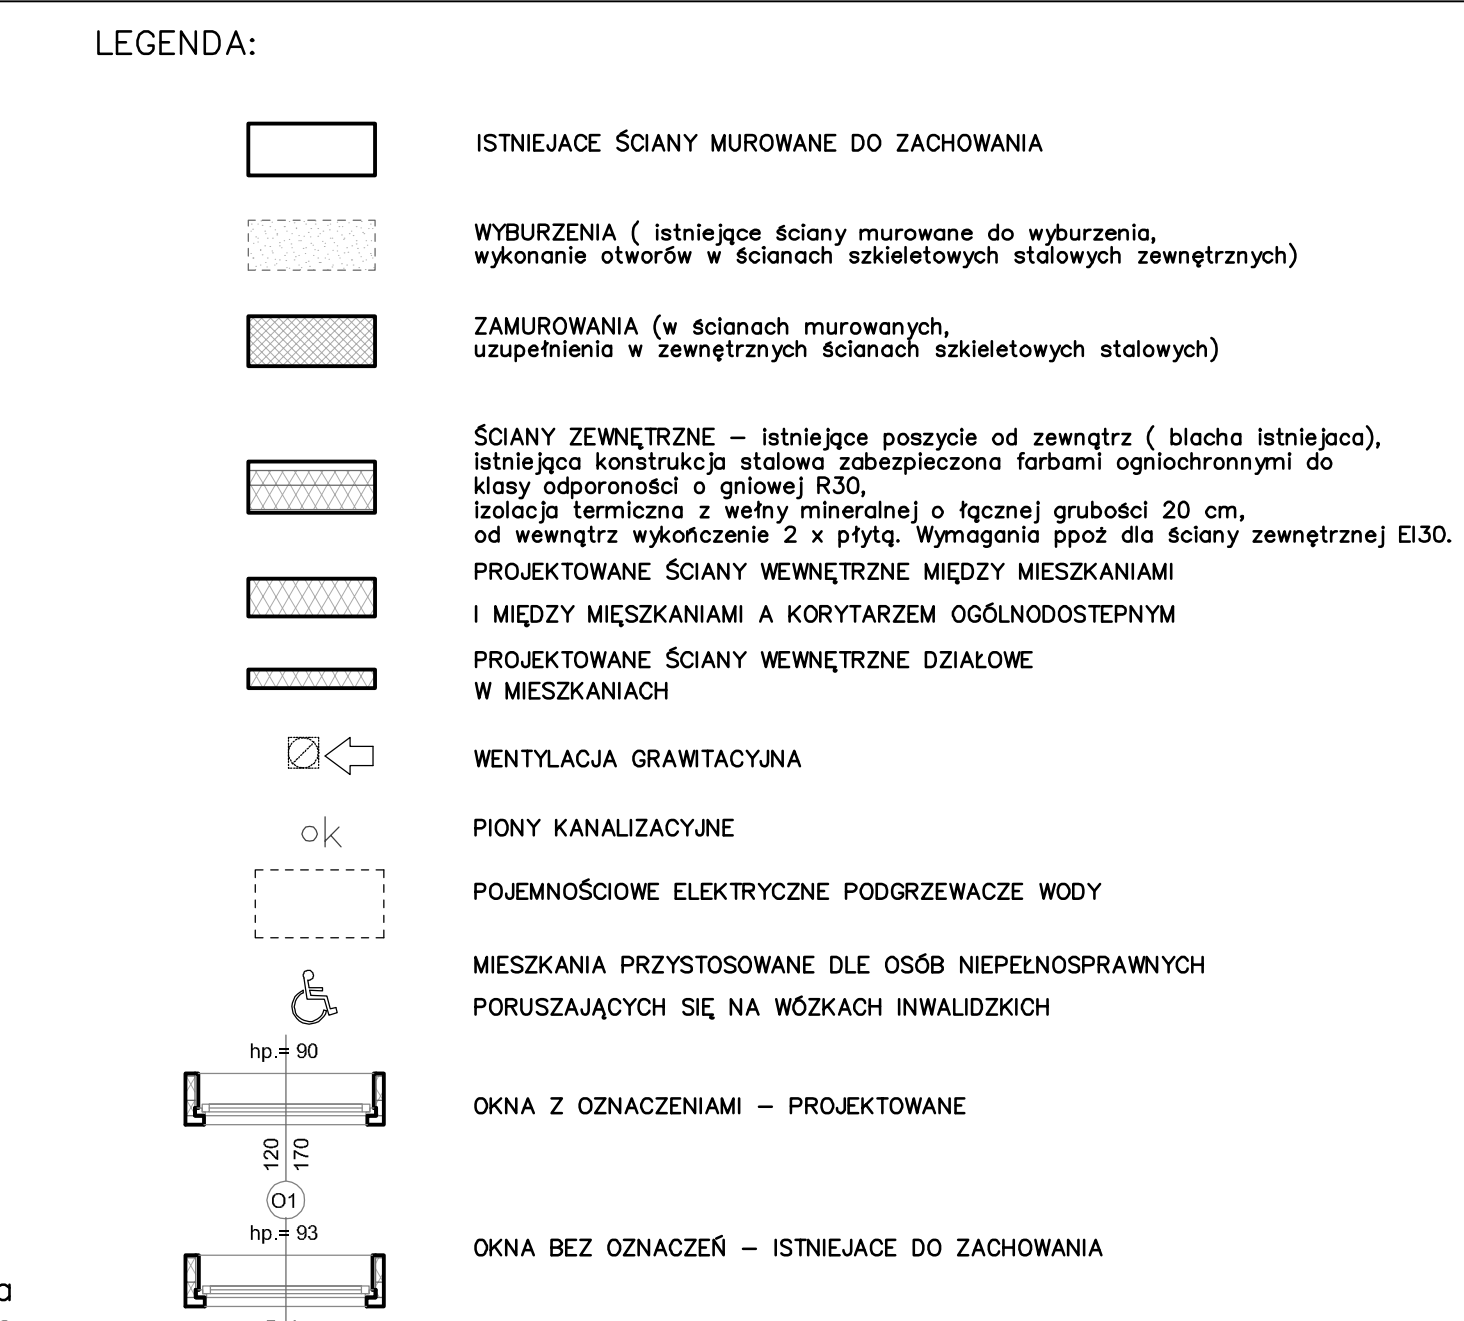 LEGENDA:
ISTNIEJACE ŚCIANY MUROWANE DO ZACHOWANIA
WYBURZENIA ( istniejące ściany murowane do wyburzenia,
wykonanie otworów w ścianach szkieletowych stalowych zewnętrznych)
ZAMUROWANIA (w ścianach murowanych,
uzupełnienia w zewnętrznych ścianach szkieletowych stalowych)
ŚCIANY ZEWNĘTRZNE – istniejące poszycie od zewnątrz ( blacha istniejaca),
istniejąca konstrukcja stalowa zabezpieczona farbami ogniochronnymi do
klasy odporoności o gniowej R30,
izolacja termiczna z wełny mineralnej o łącznej grubości 20 cm,
od wewnątrz wykończenie 2 x płytą. Wymagania ppoż dla ściany zewnętrznej EI30.
PROJEKTOWANE ŚCIANY WEWNĘTRZNE MIĘDZY MIESZKANIAMI
I MIĘDZY MIĘSZKANIAMI A KORYTARZEM OGÓLNODOSTEPNYM
PROJEKTOWANE ŚCIANY WEWNĘTRZNE DZIAŁOWE
W MIESZKANIACH
WENTYLACJA GRAWITACYJNA
ok
PIONY KANALIZACYJNE
POJEMNOŚCIOWE ELEKTRYCZNE PODGRZEWACZE WODY
MIESZKANIA PRZYSTOSOWANE DLE OSÓB NIEPEŁNOSPRAWNYCH
PORUSZAJĄCYCH SIĘ NA WÓZKACH INWALIDZKICH
hp.= 90
OKNA Z OZNACZENIAMI – PROJEKTOWANE
120
170
O1
hp.= 93
OKNA BEZ OZNACZEŃ – ISTNIEJACE DO ZACHOWANIA
a